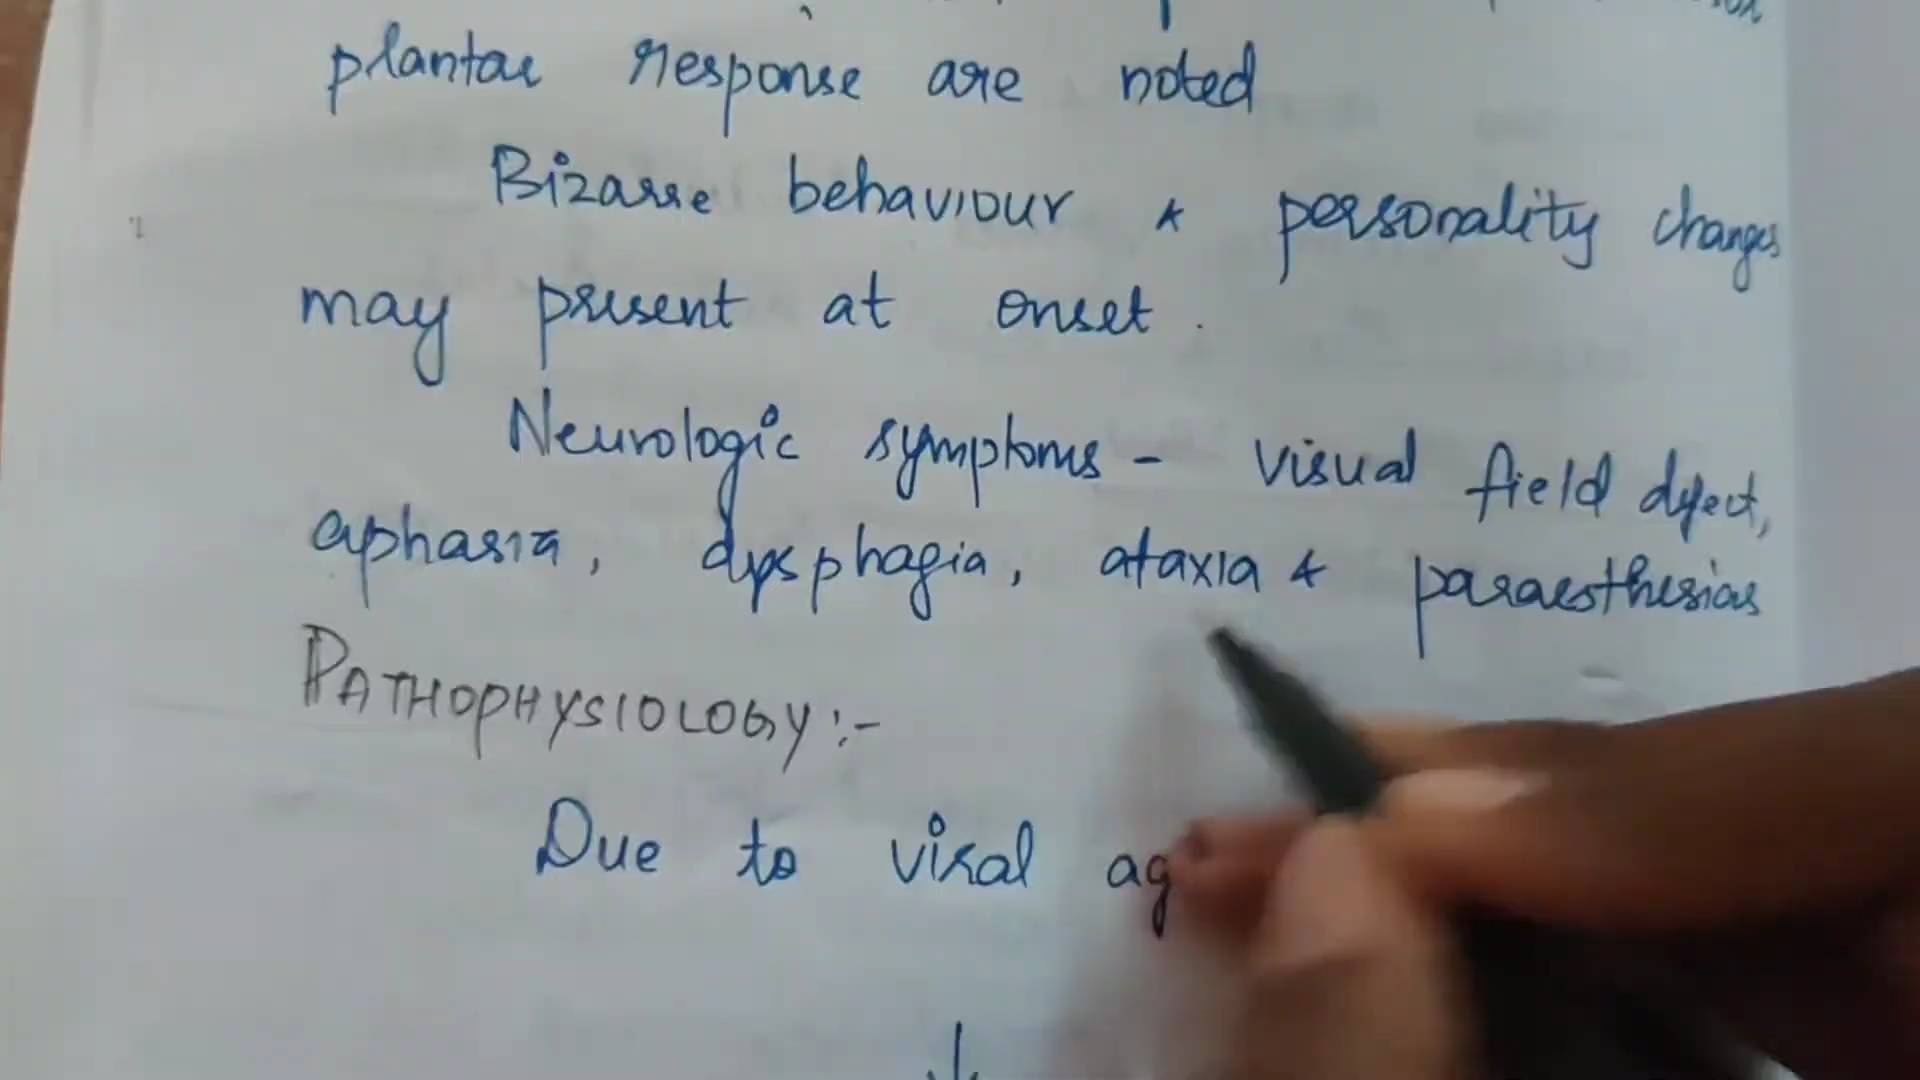 plantar response are noted
Bizarre behaviour & personality changes
may present at onset.
Neurologic symptoms - visual field defect,
aphasia, dysphagia, ataxia & paraesthesias
PATHOPHYSIOLOGY:-
Due to viral ag